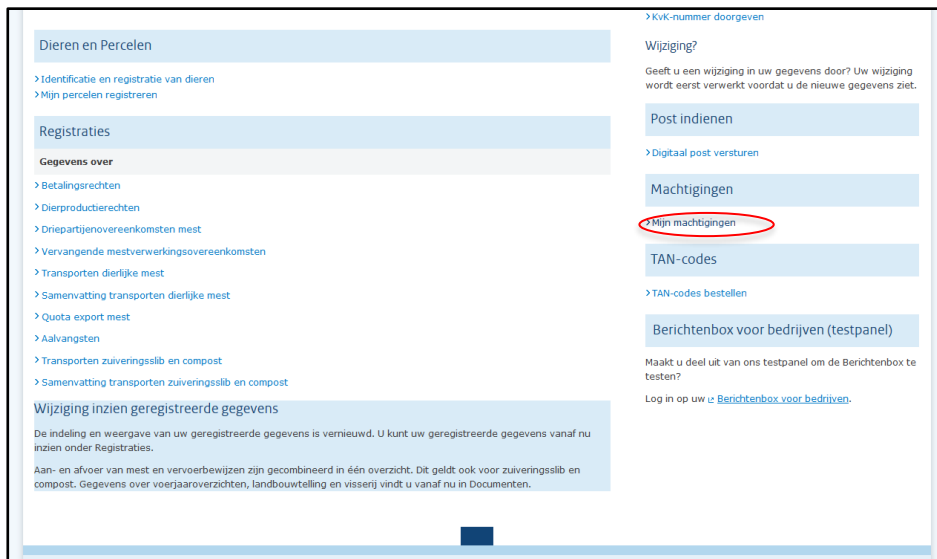 Dieren en Percelen
Identificatie en registratie van dieren
Mijn percelen registreren
Registraties
Gegevens over
Betalingsrechten
Dierproductierechten
Driepartijenovereenkomsten mest
Vervangende mestverwerkingsovereenkomsten
Transporten dierlijke mest
Samenvatting transporten dierlijke mest
Quota export mest
Aalvangsten
Transporten zuiveringsslib en compost
Samenvatting transporten zuiveringsslib en compost
Wijziging inzien geregistreerde gegevens
De indeling en weergave van uw geregistreerde gegevens is vernieuwd. U kunt uw geregistreerde gegevens vanaf nu
inzien onder Registraties.
Aan- en afvoer van mest en vervoerbewijzen zijn gecombineerd in één overzicht. Dit geldt ook voor zuiveringsslib en
compost. Gegevens over voerjaaroverzichten, landbouwtelling en visserij vindt u vanaf nu in Documenten.
KvK-nummer doorgeven
Wijziging?
Geeft u een wijziging in uw gegevens door? Uw wijziging
wordt eerst verwerkt voordat u de nieuwe gegevens ziet.
Post indienen
Digitaal post versturen
Machtigingen
Mijn machtigingen
TAN-codes
TAN-codes bestellen
Berichtenbox voor bedrijven (testpanel)
Maakt u deel uit van ons testpanel om de Berichtenbox te
testen?
Log in op uw Berichtenbox voor bedrijven.